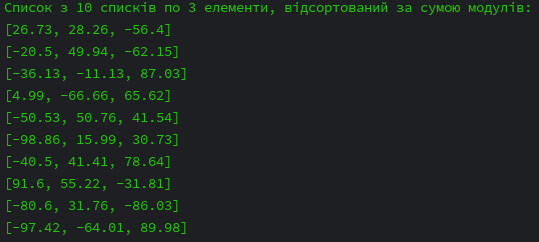 Список з 10 списків по 3 елементи, відсортований за сумою модулів:
[26.73, 28.26, -56.4]
[-20.5, 49.94, -62.15]
[-36.13, -11.13, 87.03]
[4.99, -66.66, 65.62]
[-50.53, 50.76, 41.54]
[-98.86, 15.99, 30.73]
[-40.5, 41.41, 78.64]
[91.6, 55.22, -31.81]
[-80.6, 31.76, -86.03]
[-97.42, -64.01, 89.98]